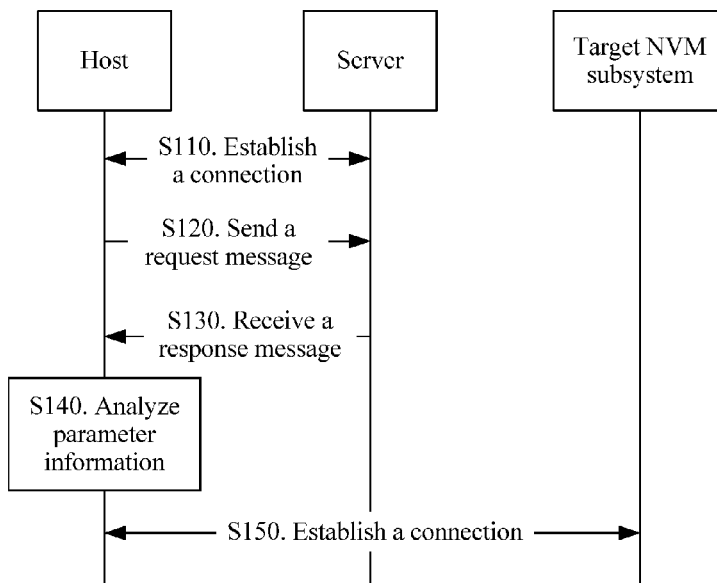 Host
Server
Target NVM
subsystem
S110. Establish
a connection
S120. Send a
request message
S130. Receive a
response message
S140. Analyze
parameter
information
S150. Establish a connection